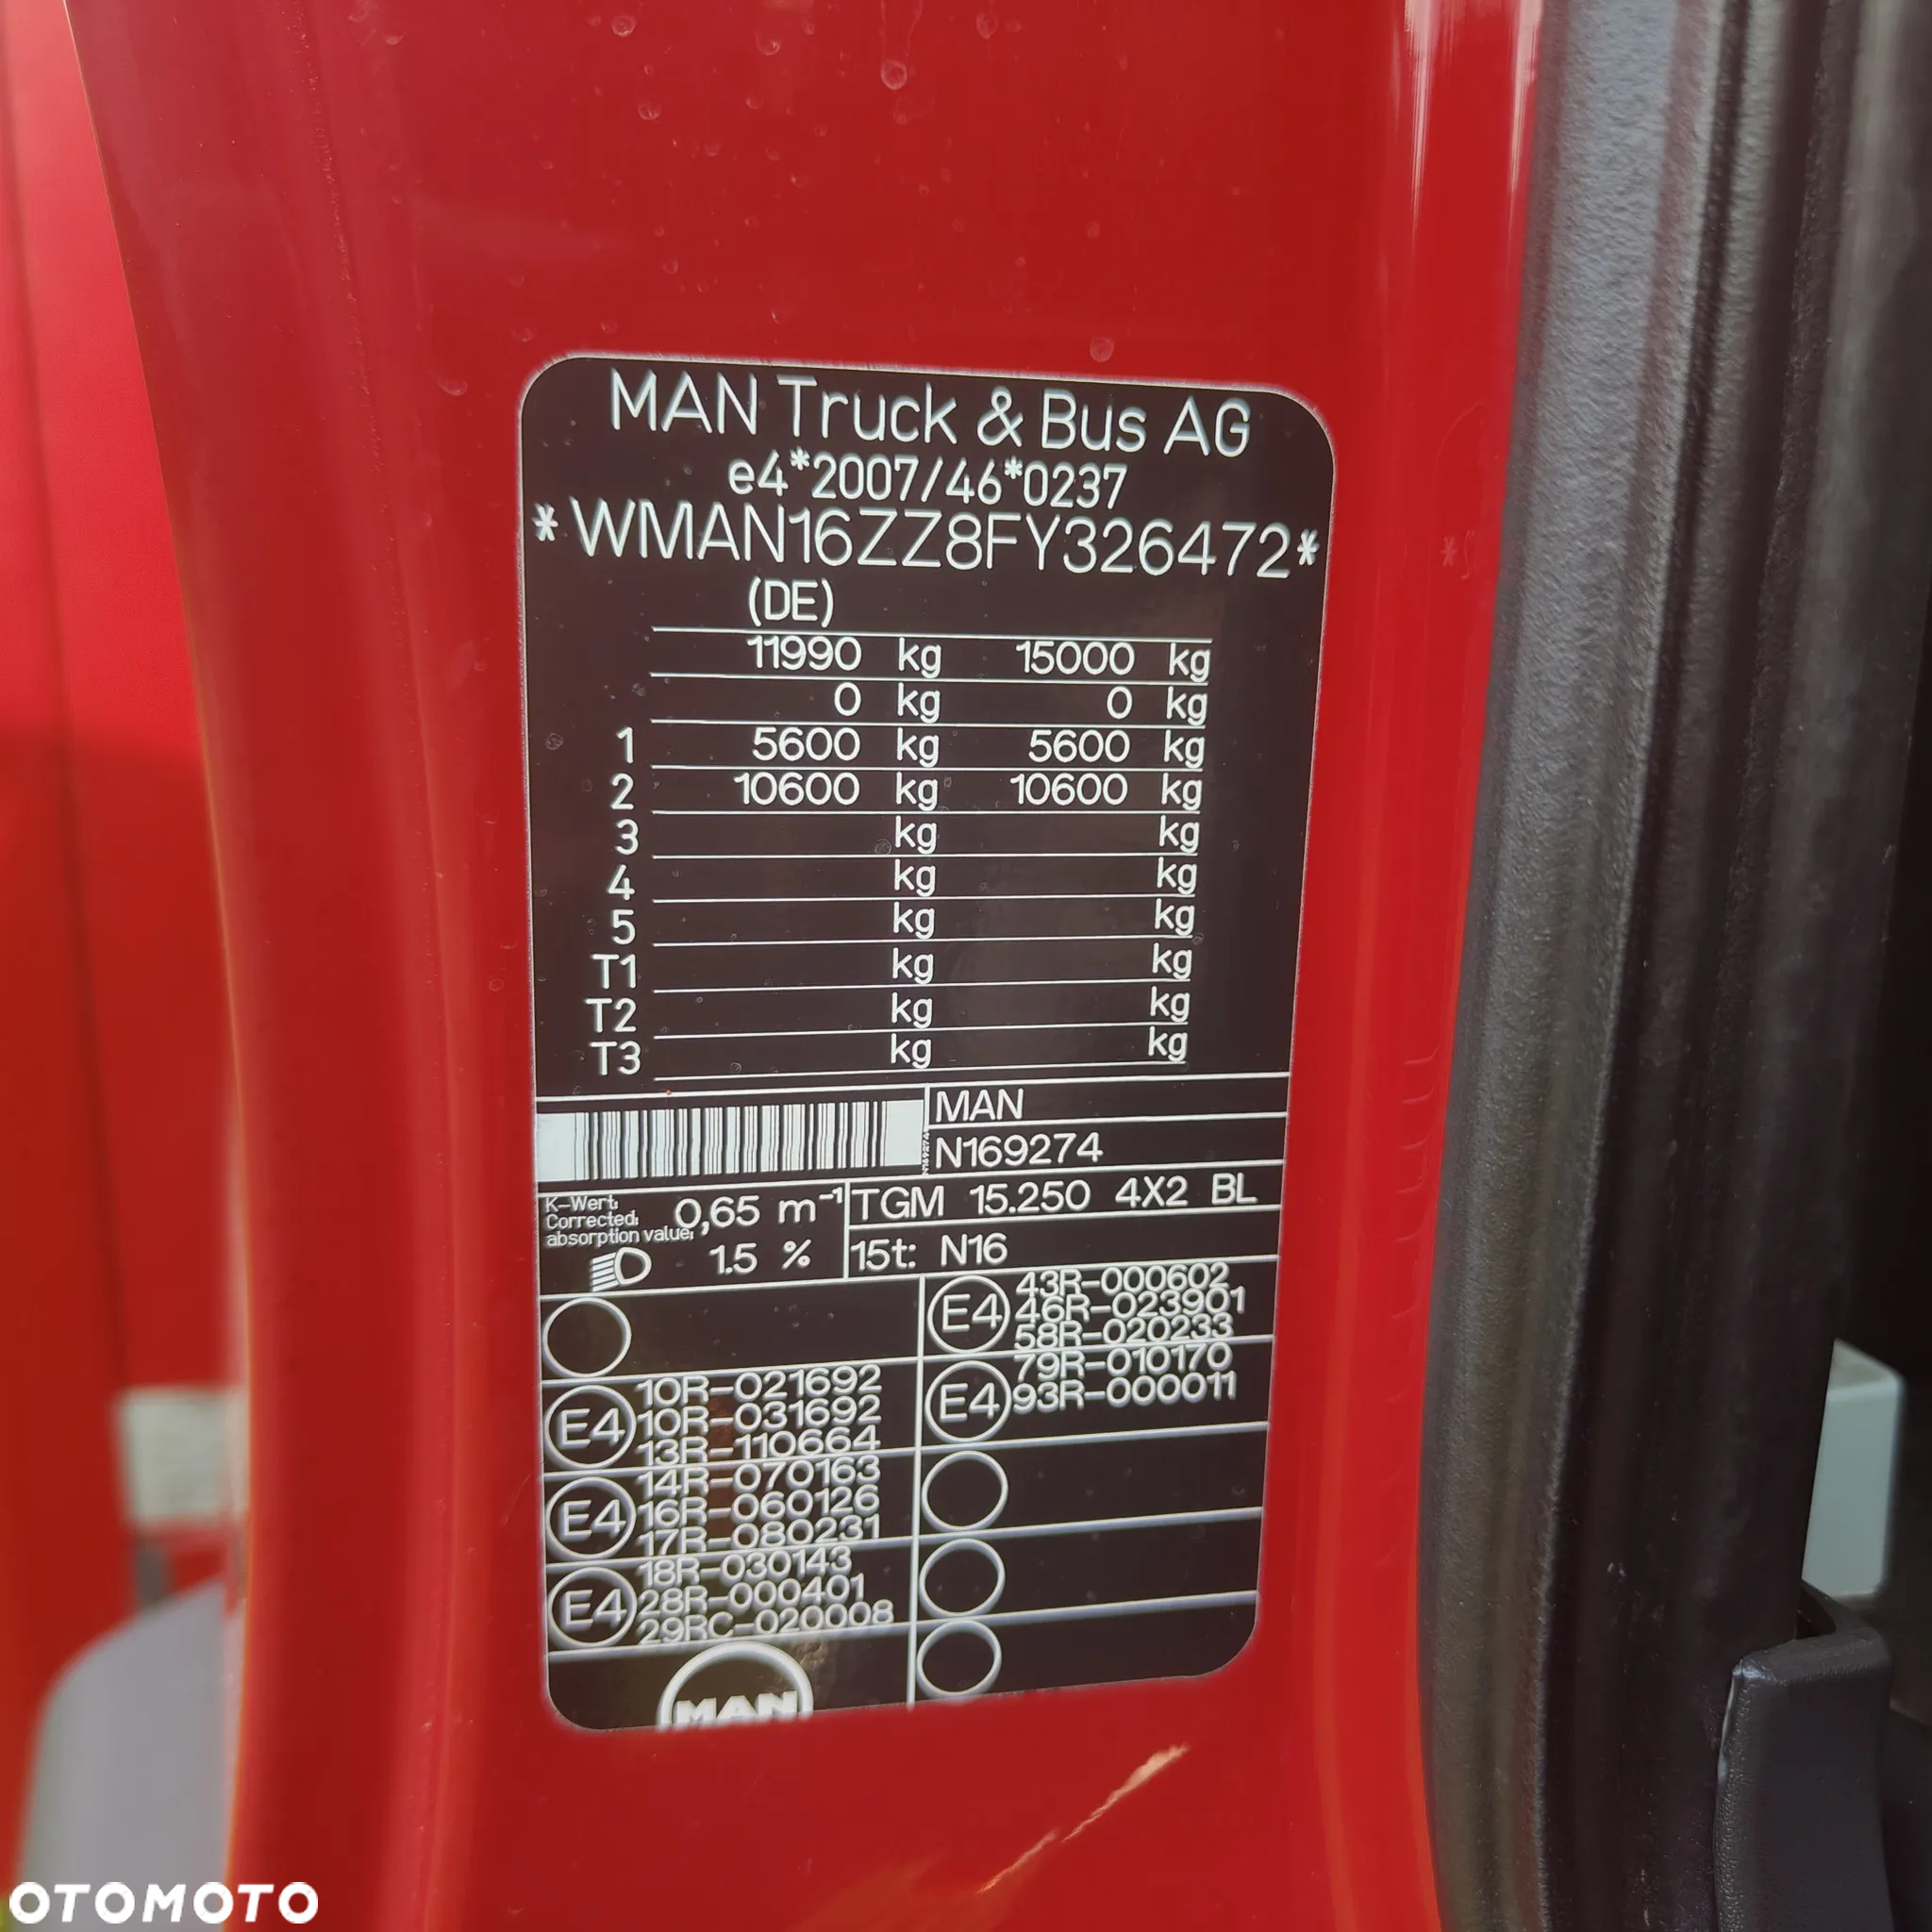 MAN Truck & Bus AG
e4*2007/46*0237
*WMAN16ZZ8FY326472*
(DE)
11990 kg 15000 kg
0 kg 0 kg
1 5600 kg 5600 kg
2 10600 kg 10600 kg
3 kg kg
4 kg kg
5 kg kg
T1 kg kg
T2 kg kg
T3 kg kg
MAN
N169274
N169274
K-Wert:
Corrected:
absorption value:
0,65 m⁻¹
1.5 %
TGM 15.250 4X2 BL
15t: N16
E4
10R-021692
10R-031692
13R-110664
E4
14R-070163
16R-060126
17R-080231
E4
18R-030143
28R-000401
29RC-020008
E4
43R-000602
46R-023901
58R-020233
E4
79R-010170
93R-000011
MAN
OTOMOTO